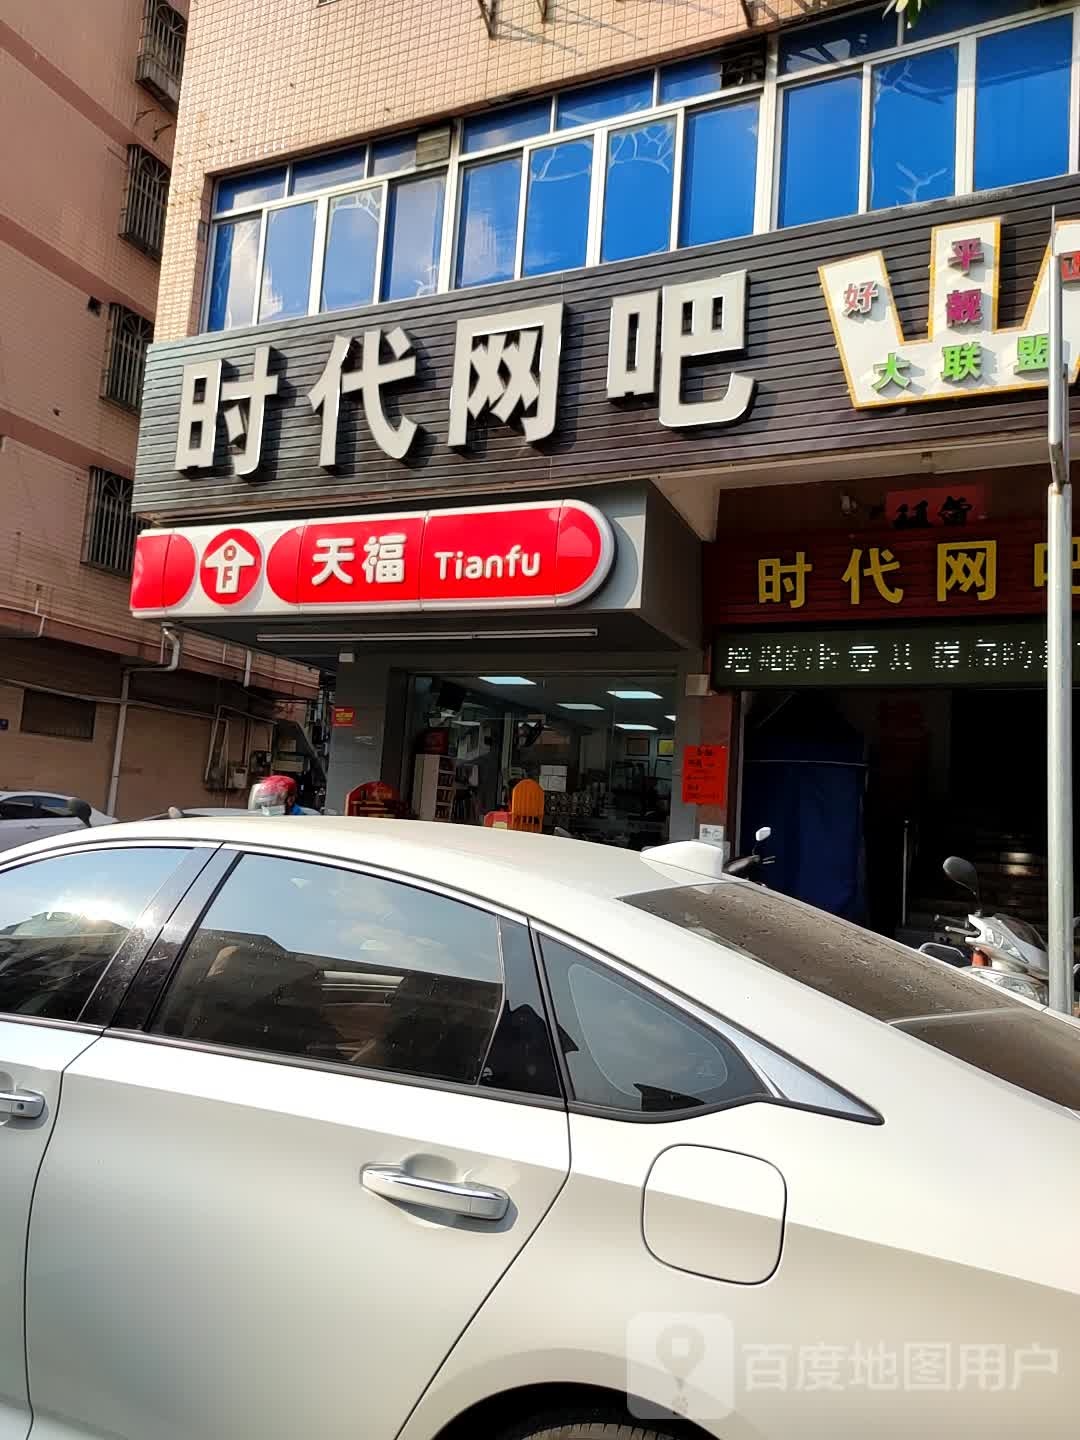 时代网吧
好 平靓
大联盟
天福 Tianfu
时代网吧
百度地图用户